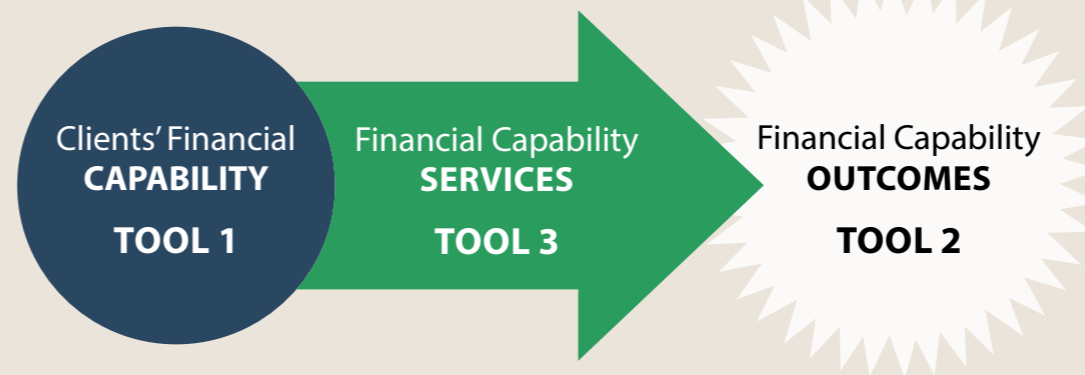 Clients' Financial
CAPABILITY
TOOL 1
Financial Capability
SERVICES
TOOL 3
Financial Capability
OUTCOMES
TOOL 2